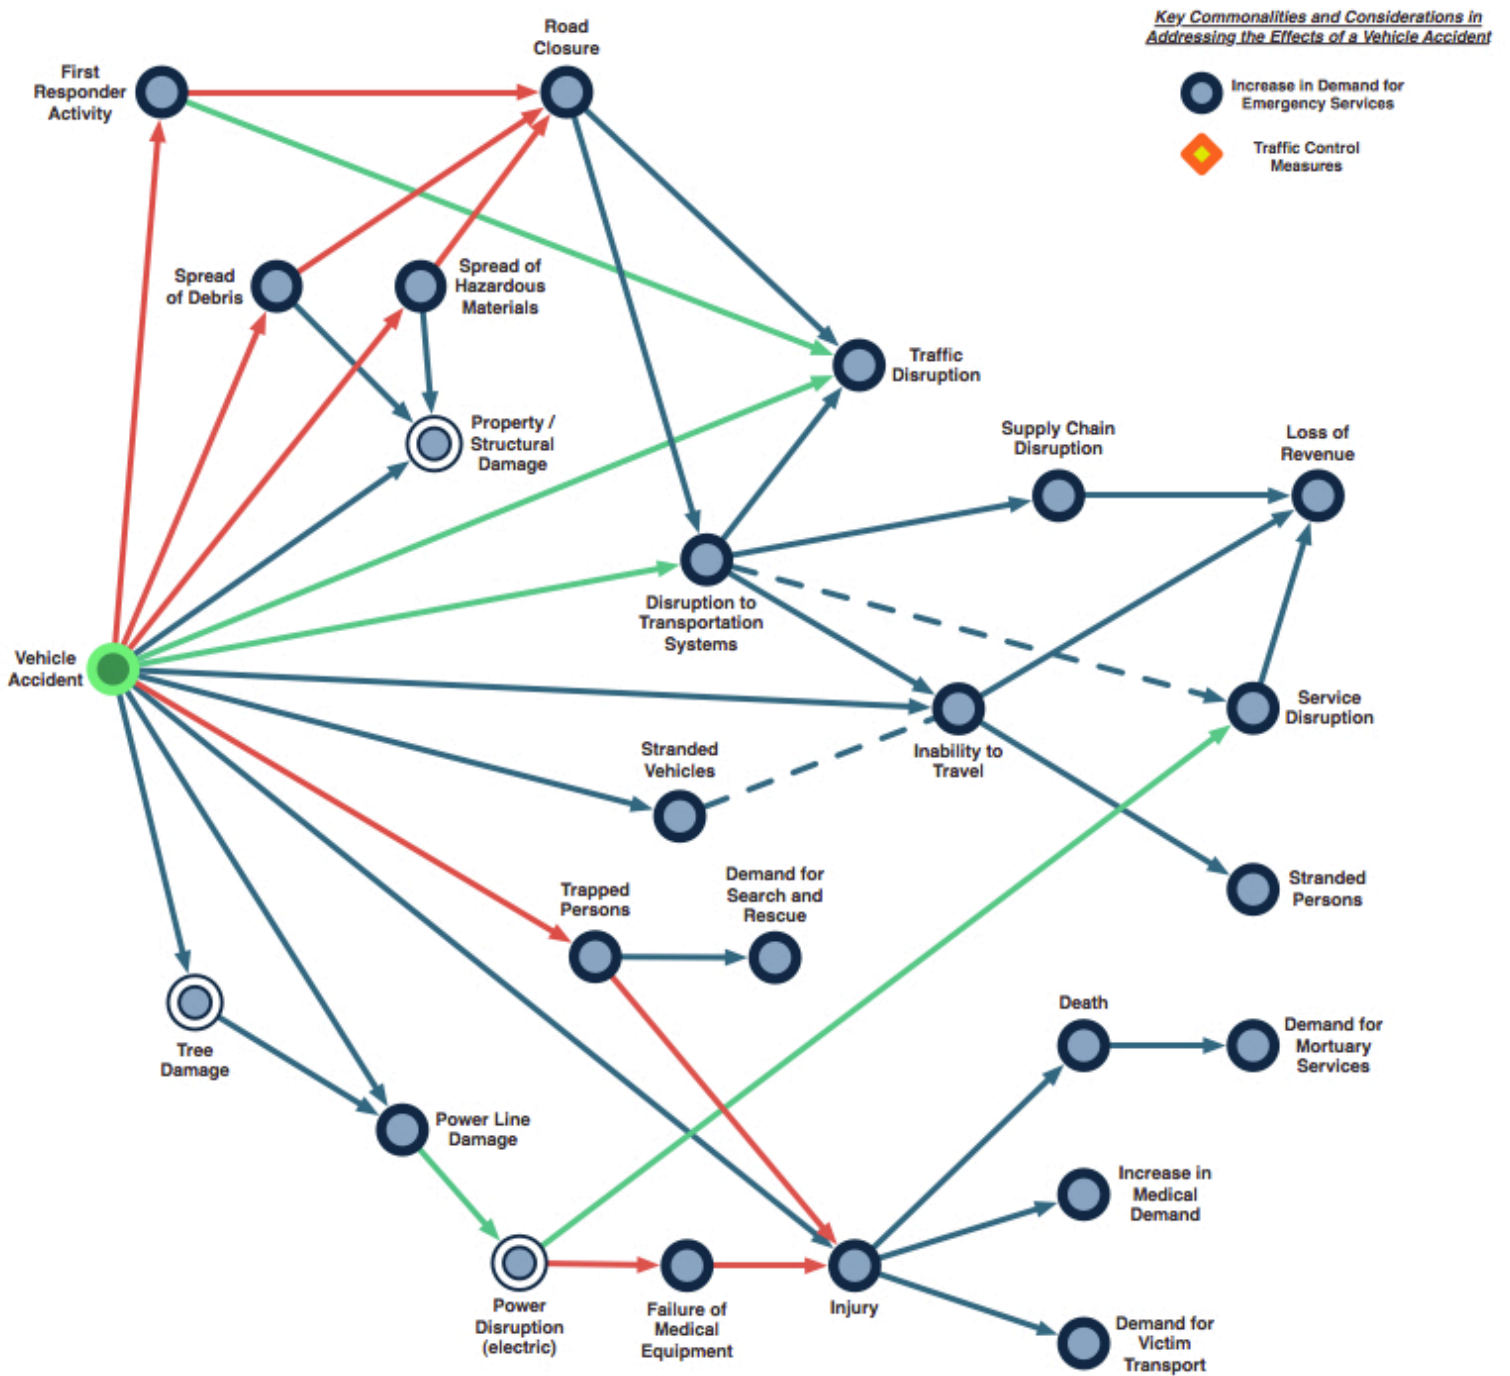 Key Commonalities and Considerations in
Addressing the Effects of a Vehicle Accident
Increase in Demand for
Emergency Services
Traffic Control
Measures
Road
Closure
First
Responder
Activity
Spread
of Debris
Spread of
Hazardous
Materials
Traffic
Disruption
Property /
Structural
Damage
Supply Chain
Disruption
Loss of
Revenue
Disruption to
Transportation
Systems
Vehicle
Accident
Service
Disruption
Inability to
Travel
Stranded
Vehicles
Stranded
Persons
Trapped
Persons
Demand for
Search and
Rescue
Tree
Damage
Death
Demand for
Mortuary
Services
Power Line
Damage
Increase in
Medical
Demand
Power
Disruption
(electric)
Failure of
Medical
Equipment
Injury
Demand for
Victim
Transport